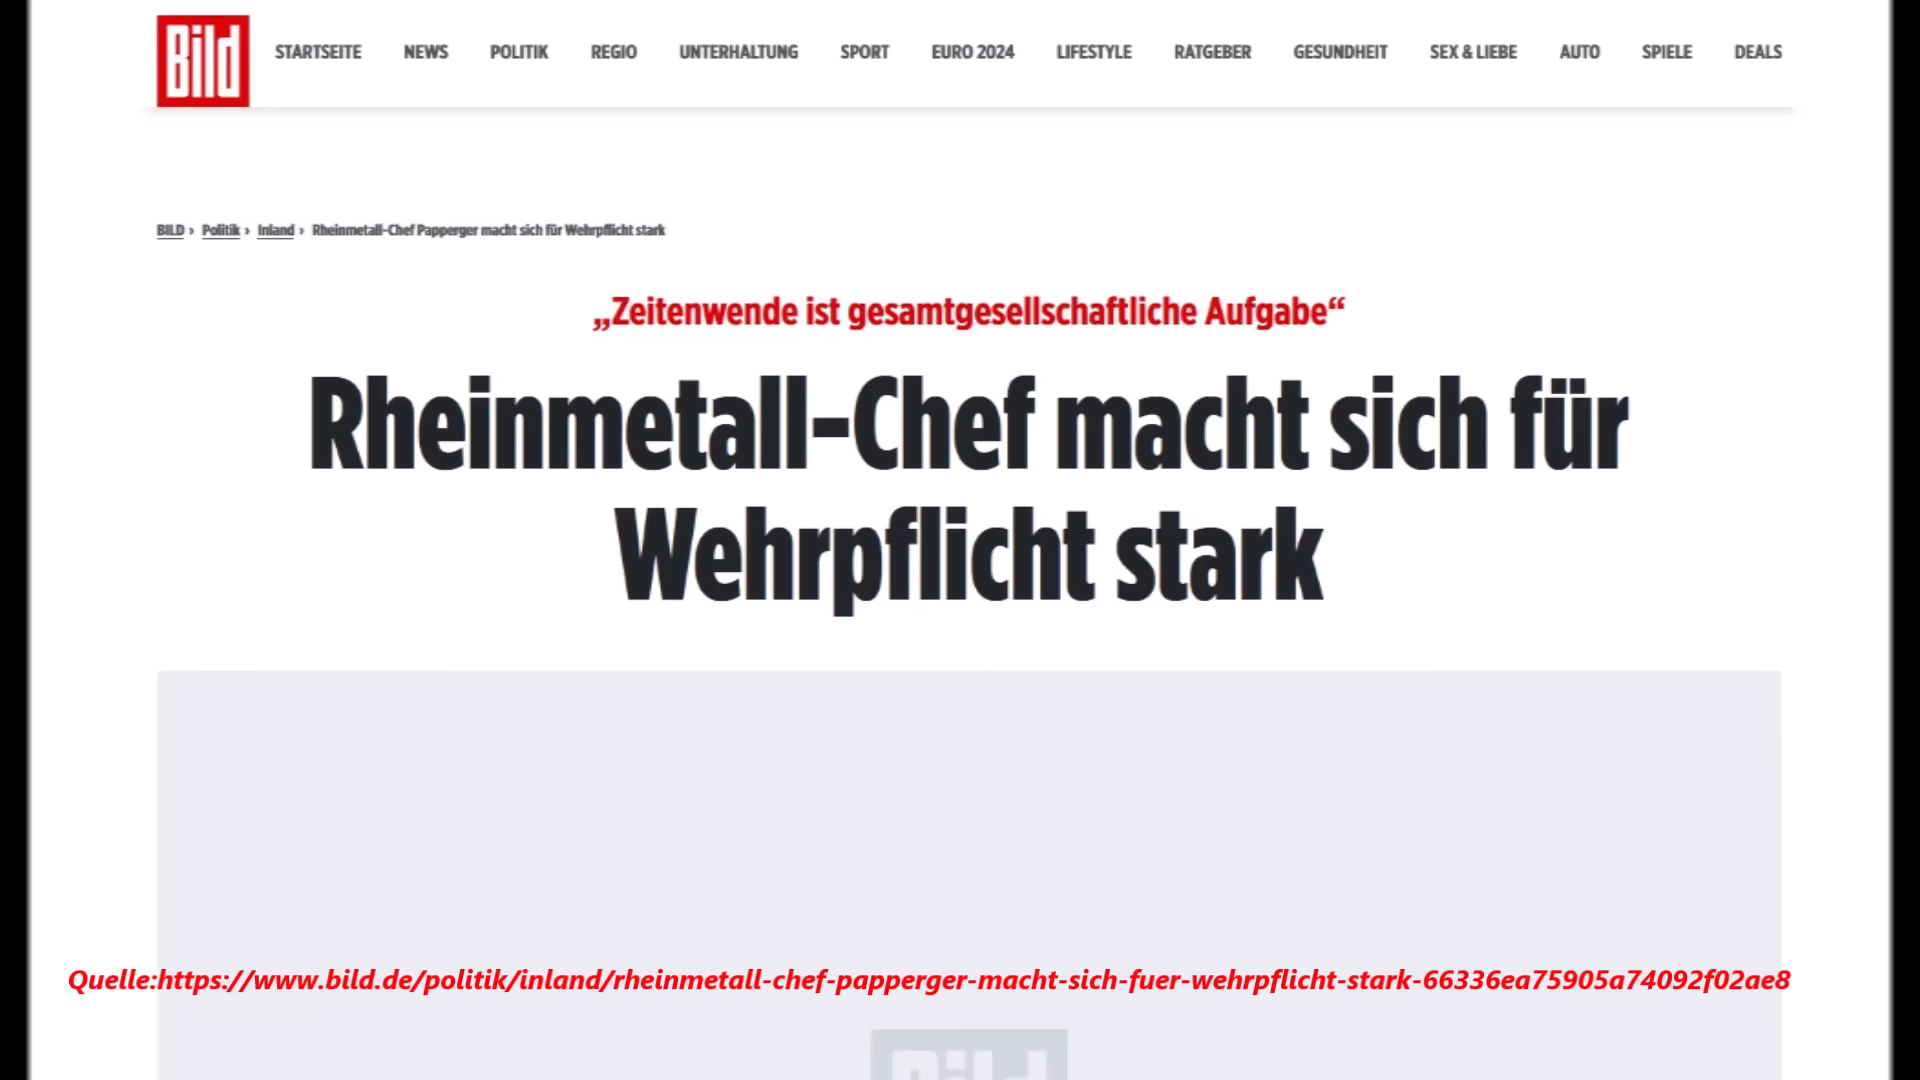 Bild STARTSEITE NEWS POLITIK REGIO UNTERHALTUNG SPORT EURO 2024 LIFESTYLE RATGEBER GESUNDHEIT SEX & LIEBE AUTO SPIELE DEALS
BILD › Politik › Inland › Rheinmetall-Chef Papperger macht sich für Wehrpflicht stark
„Zeitenwende ist gesamtgesellschaftliche Aufgabe“
Rheinmetall-Chef macht sich für
Wehrpflicht stark
Quelle:https://www.bild.de/politik/inland/rheinmetall-chef-papperger-macht-sich-fuer-wehrpflicht-stark-66336ea75905a74092f02ae8
Bild